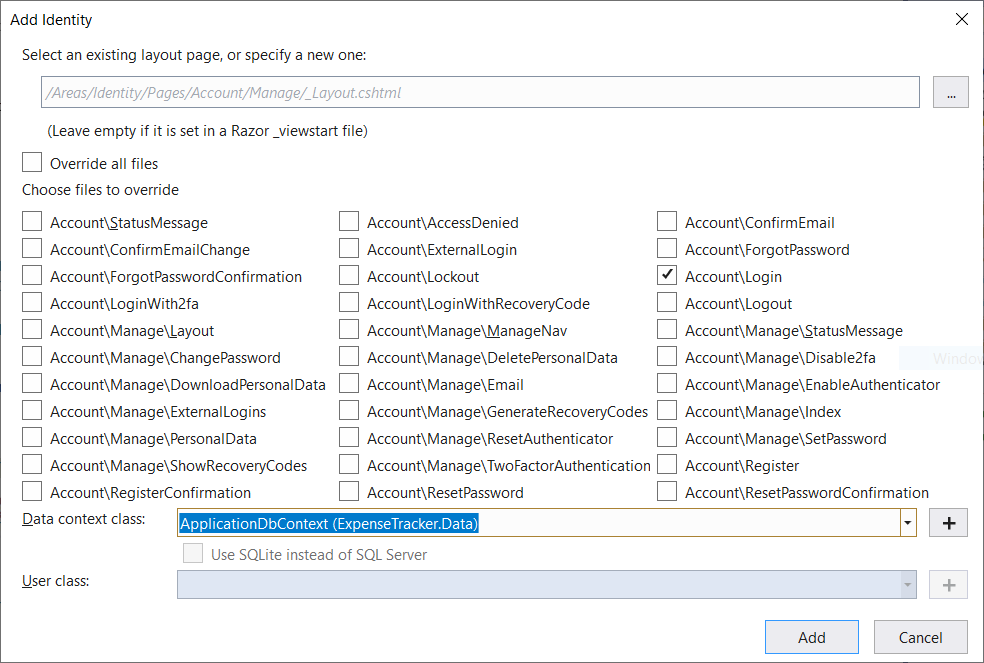 Add Identity
Select an existing layout page, or specify a new one:
/Areas/Identity/Pages/Account/Manage/_Layout.cshtml
...
(Leave empty if it is set in a Razor _viewstart file)
Override all files
Choose files to override
Account\StatusMessage Account\AccessDenied Account\ConfirmEmail
Account\ConfirmEmailChange Account\ExternalLogin Account\ForgotPassword
Account\ForgotPasswordConfirmation Account\Lockout Account\Login
Account\LoginWith2fa Account\LoginWithRecoveryCode Account\Logout
Account\Manage\Layout Account\Manage\ManageNav Account\Manage\StatusMessage
Account\Manage\ChangePassword Account\Manage\DeletePersonalData Account\Manage\Disable2fa Window
Account\Manage\DownloadPersonalData Account\Manage\Email Account\Manage\EnableAuthenticator
Account\Manage\ExternalLogins Account\Manage\GenerateRecoveryCodes Account\Manage\Index
Account\Manage\PersonalData Account\Manage\ResetAuthenticator Account\Manage\SetPassword
Account\Manage\ShowRecoveryCodes Account\Manage\TwoFactorAuthentication Account\Register
Account\RegisterConfirmation Account\ResetPassword Account\ResetPasswordConfirmation
Data context class: ApplicationDbContext (ExpenseTracker.Data) +
Use SQLite instead of SQL Server
User class: +
Add Cancel